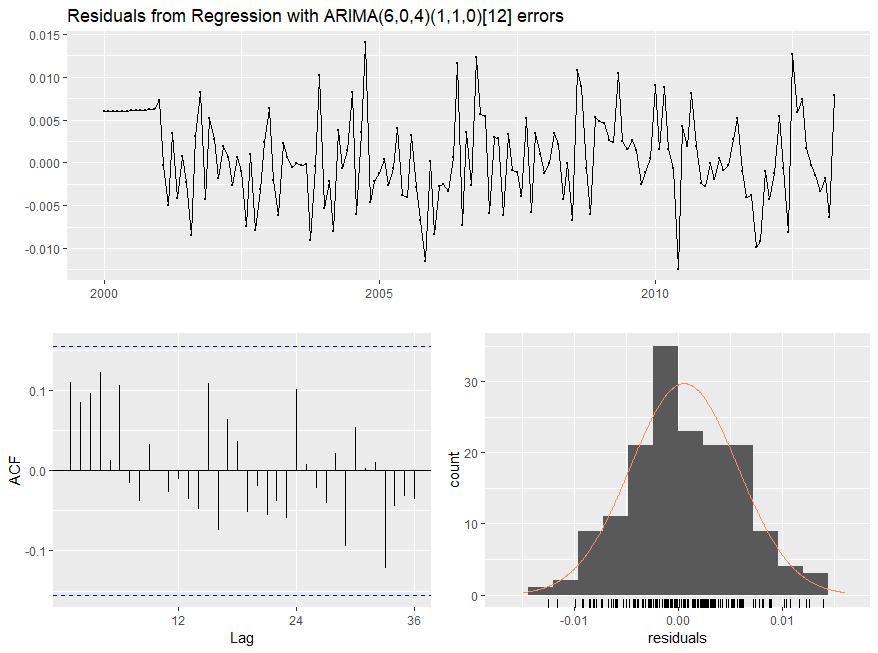 Residuals from Regression with ARIMA(6,0,4)(1,1,0)[12] errors
0.015
0.010
0.005
0.000
-0.005
-0.010
2000 2005 2010
ACF
0.1
0.0
-0.1
12 24 36
Lag
count
30
20
10
0
-0.01 0.00 0.01
residuals